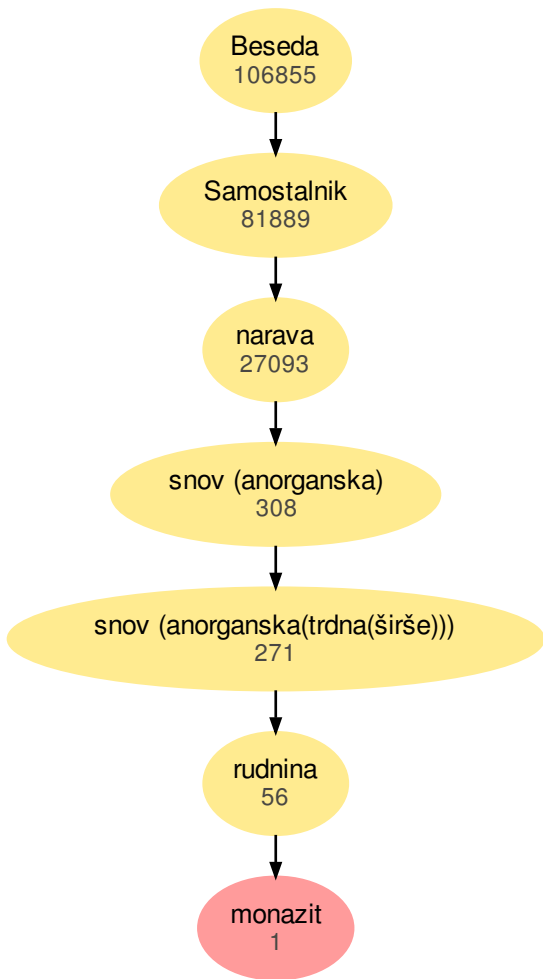 Beseda
106855
Samostalnik
81889
narava
27093
snov (anorganska)
308
snov (anorganska(trdna(širše)))
271
rudnina
56
monazit
1